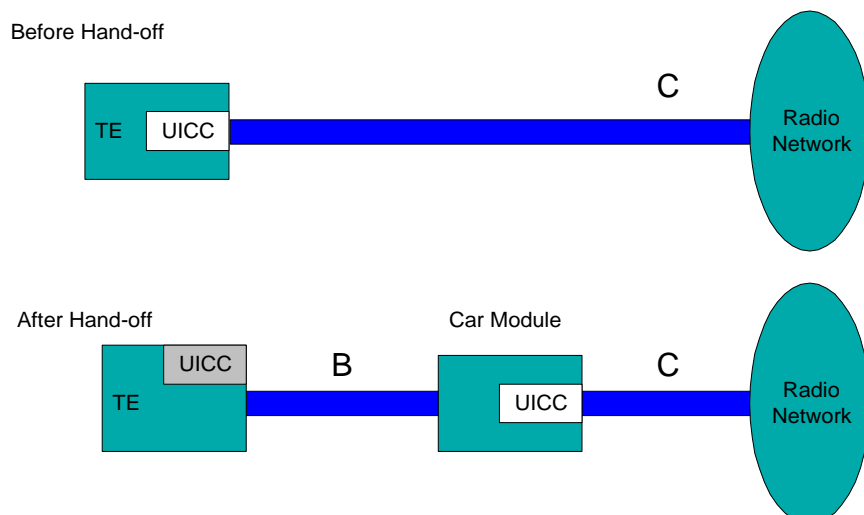 Before Hand-off
C
TE
UICC
Radio
Network
After Hand-off
Car Module
UICC
B
C
TE
UICC
Radio
Network